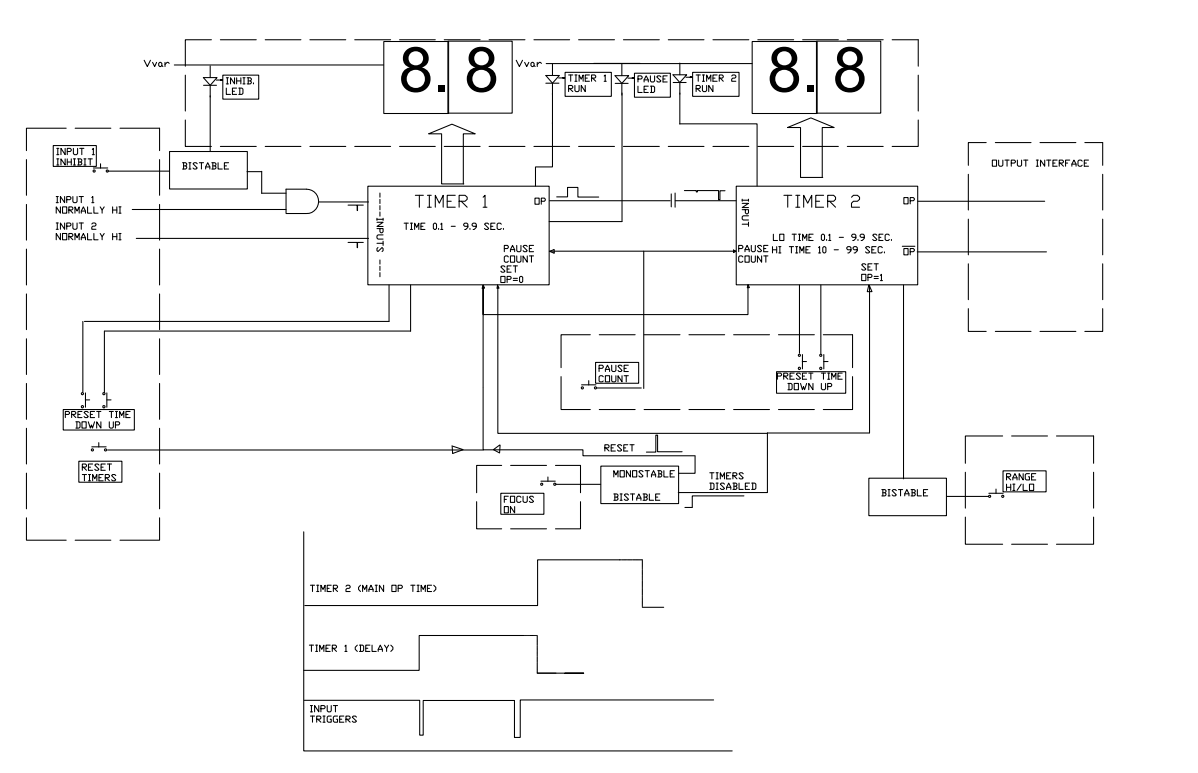 8. 8
8. 8
Vvar
INHIB.
LED
Vvar
TIMER 1
RUN
PAUSE
LED
TIMER 2
RUN
INPUT 1
INHIBIT
BISTABLE
INPUT 1
NORMALLY HI
INPUT 2
NORMALLY HI
--- INPUTS ---
TIMER 1
OP
TIME 0.1 - 9.9 SEC.
PAUSE
COUNT
SET
OP=0
INPUT
TIMER 2
OP
LO TIME 0.1 - 9.9 SEC.
HI TIME 10 - 99 SEC.
PAUSE
COUNT
OP
SET
OP=1
OUTPUT INTERFACE
PAUSE
COUNT
PRESET TIME
DOWN UP
PRESET TIME
DOWN UP
RESET
TIMERS
RESET
MONOSTABLE
BISTABLE
TIMERS
DISABLED
FOCUS
ON
BISTABLE
RANGE
HI/LO
TIMER 2 (MAIN OP TIME)
TIMER 1 (DELAY)
INPUT
TRIGGERS